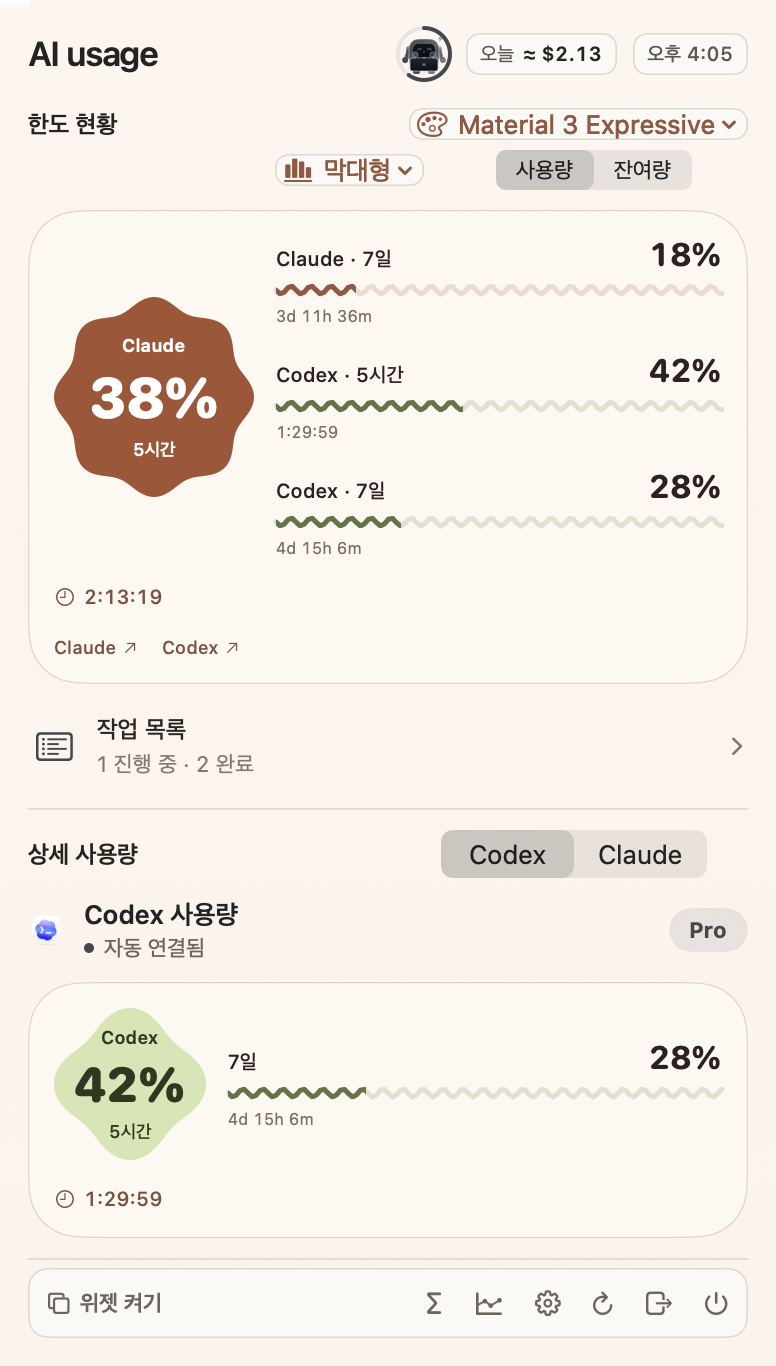 AI usage
오늘 ≈ $2.13
오후 4:05
한도 현황
Material 3 Expressive
막대형
사용량 잔여량
Claude
38%
5시간
Claude · 7일 18%
3d 11h 36m
Codex · 5시간 42%
1:29:59
Codex · 7일 28%
4d 15h 6m
2:13:19
Claude ↗ Codex ↗
작업 목록
1 진행 중 · 2 완료
상세 사용량
Codex Claude
Codex 사용량
자동 연결됨
Pro
Codex
42%
5시간
7일 28%
4d 15h 6m
1:29:59
위젯 켜기